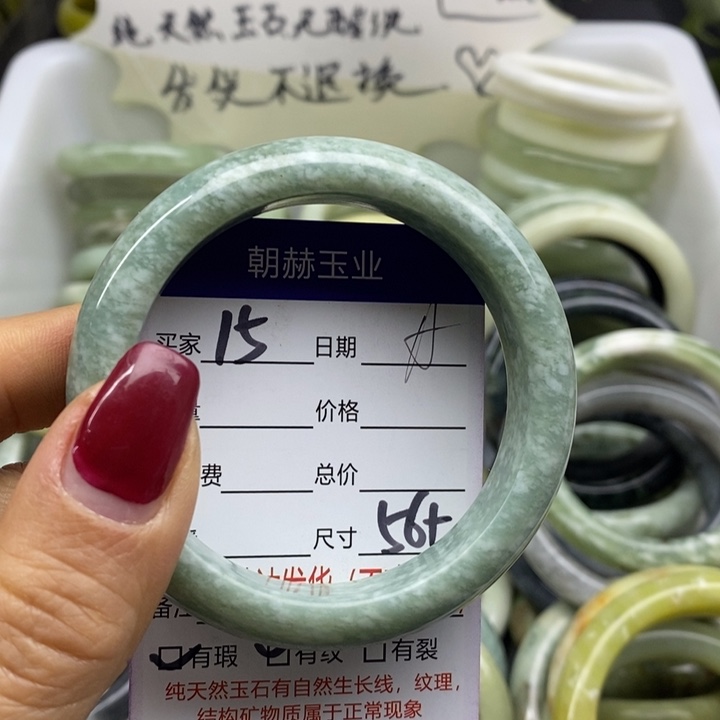 纯天然玉石无酸洗
售出不退换
朝赫玉业
买家 15 日期
价格
费 总价
尺寸 56+
有瑕 有纹 有裂
纯天然玉石有自然生长线，纹理，
结构矿物质属于正常现象